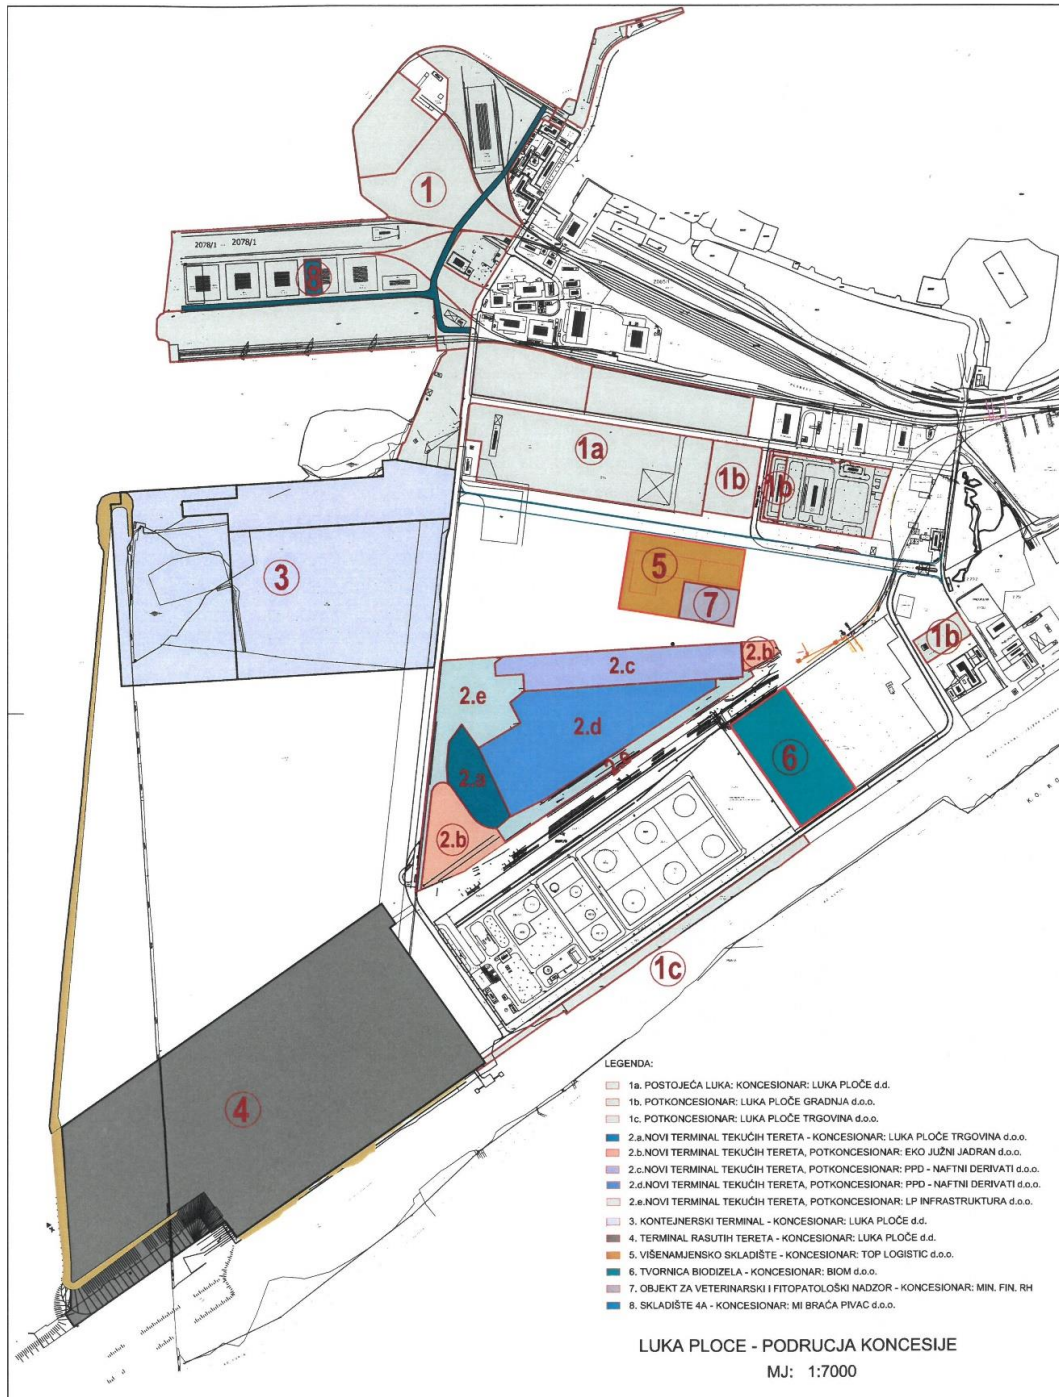 1
2078/1 .. 2078/1
8
1a
1b
1b
3
5
7
1b
2.b
2.c
2.e
2.d
2.a
6
2.b
1c
4
LEGENDA:
1a. POSTOJEĆA LUKA: KONCESIONAR: LUKA PLOČE d.d.
1b. POTKONCESIONAR: LUKA PLOČE GRADNJA d.o.o.
1c. POTKONCESIONAR: LUKA PLOČE TRGOVINA d.o.o.
2.a.NOVI TERMINAL TEKUĆIH TERETA - KONCESIONAR: LUKA PLOČE TRGOVINA d.o.o.
2.b.NOVI TERMINAL TEKUĆIH TERETA, POTKONCESIONAR: EKO JUŽNI JADRAN d.o.o.
2.c.NOVI TERMINAL TEKUĆIH TERETA, POTKONCESIONAR: PPD - NAFTNI DERIVATI d.o.o.
2.d.NOVI TERMINAL TEKUĆIH TERETA, POTKONCESIONAR: PPD - NAFTNI DERIVATI d.o.o.
2.e.NOVI TERMINAL TEKUĆIH TERETA, POTKONCESIONAR: LP INFRASTRUKTURA d.o.o.
3. KONTEJNERSKI TERMINAL - KONCESIONAR: LUKA PLOČE d.d.
4. TERMINAL RASUTIH TERETA - KONCESIONAR: LUKA PLOČE d.d.
5. VIŠENAMJENSKO SKLADIŠTE - KONCESIONAR: TOP LOGISTIC d.o.o.
6. TVORNICA BIODIZELA - KONCESIONAR: BIOM d.o.o.
7. OBJEKT ZA VETERINARSKI I FITOPATOLOŠKI NADZOR - KONCESIONAR: MIN. FIN. RH
8. SKLADIŠTE 4A - KONCESIONAR: MI BRAĆA PIVAC d.o.o.
LUKA PLOCE - PODRUCJA KONCESIJE
MJ: 1:7000